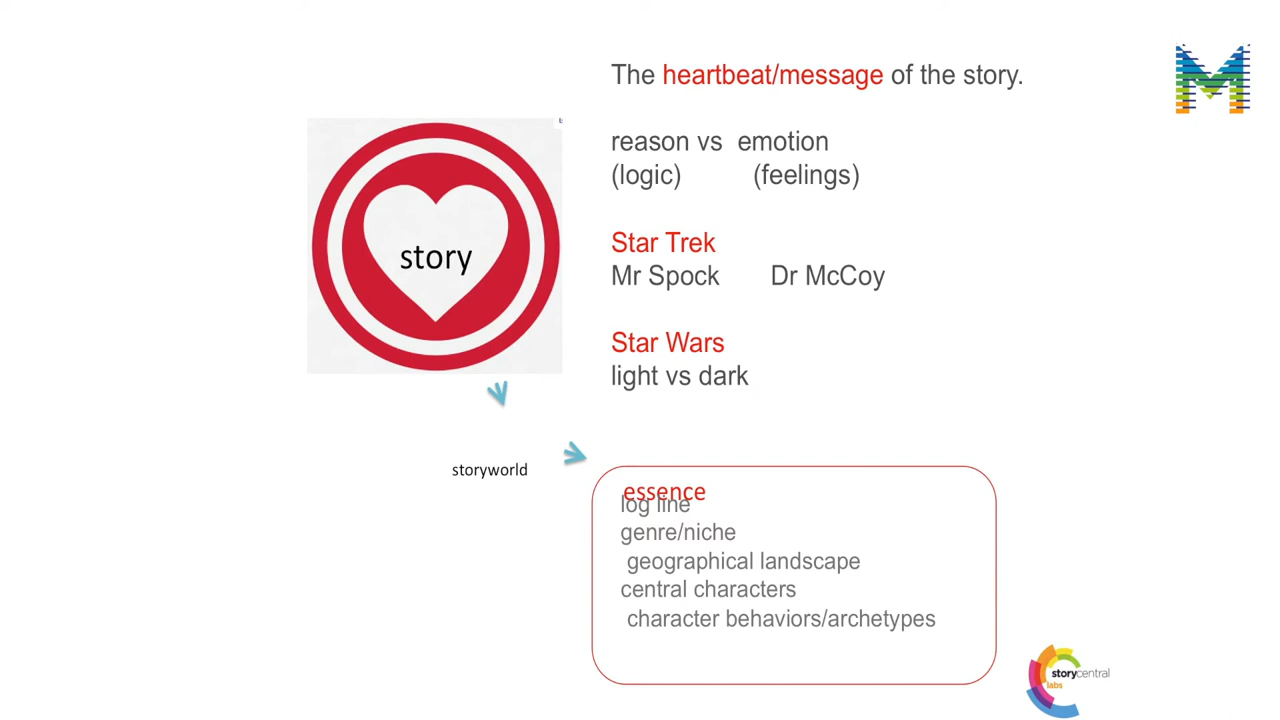 The heartbeat/message of the story.
reason vs emotion
(logic) (feelings)
Star Trek
Mr Spock Dr McCoy
Star Wars
light vs dark
story
storyworld
essence
log line
genre/niche
geographical landscape
central characters
character behaviors/archetypes
M
storycentral
labs